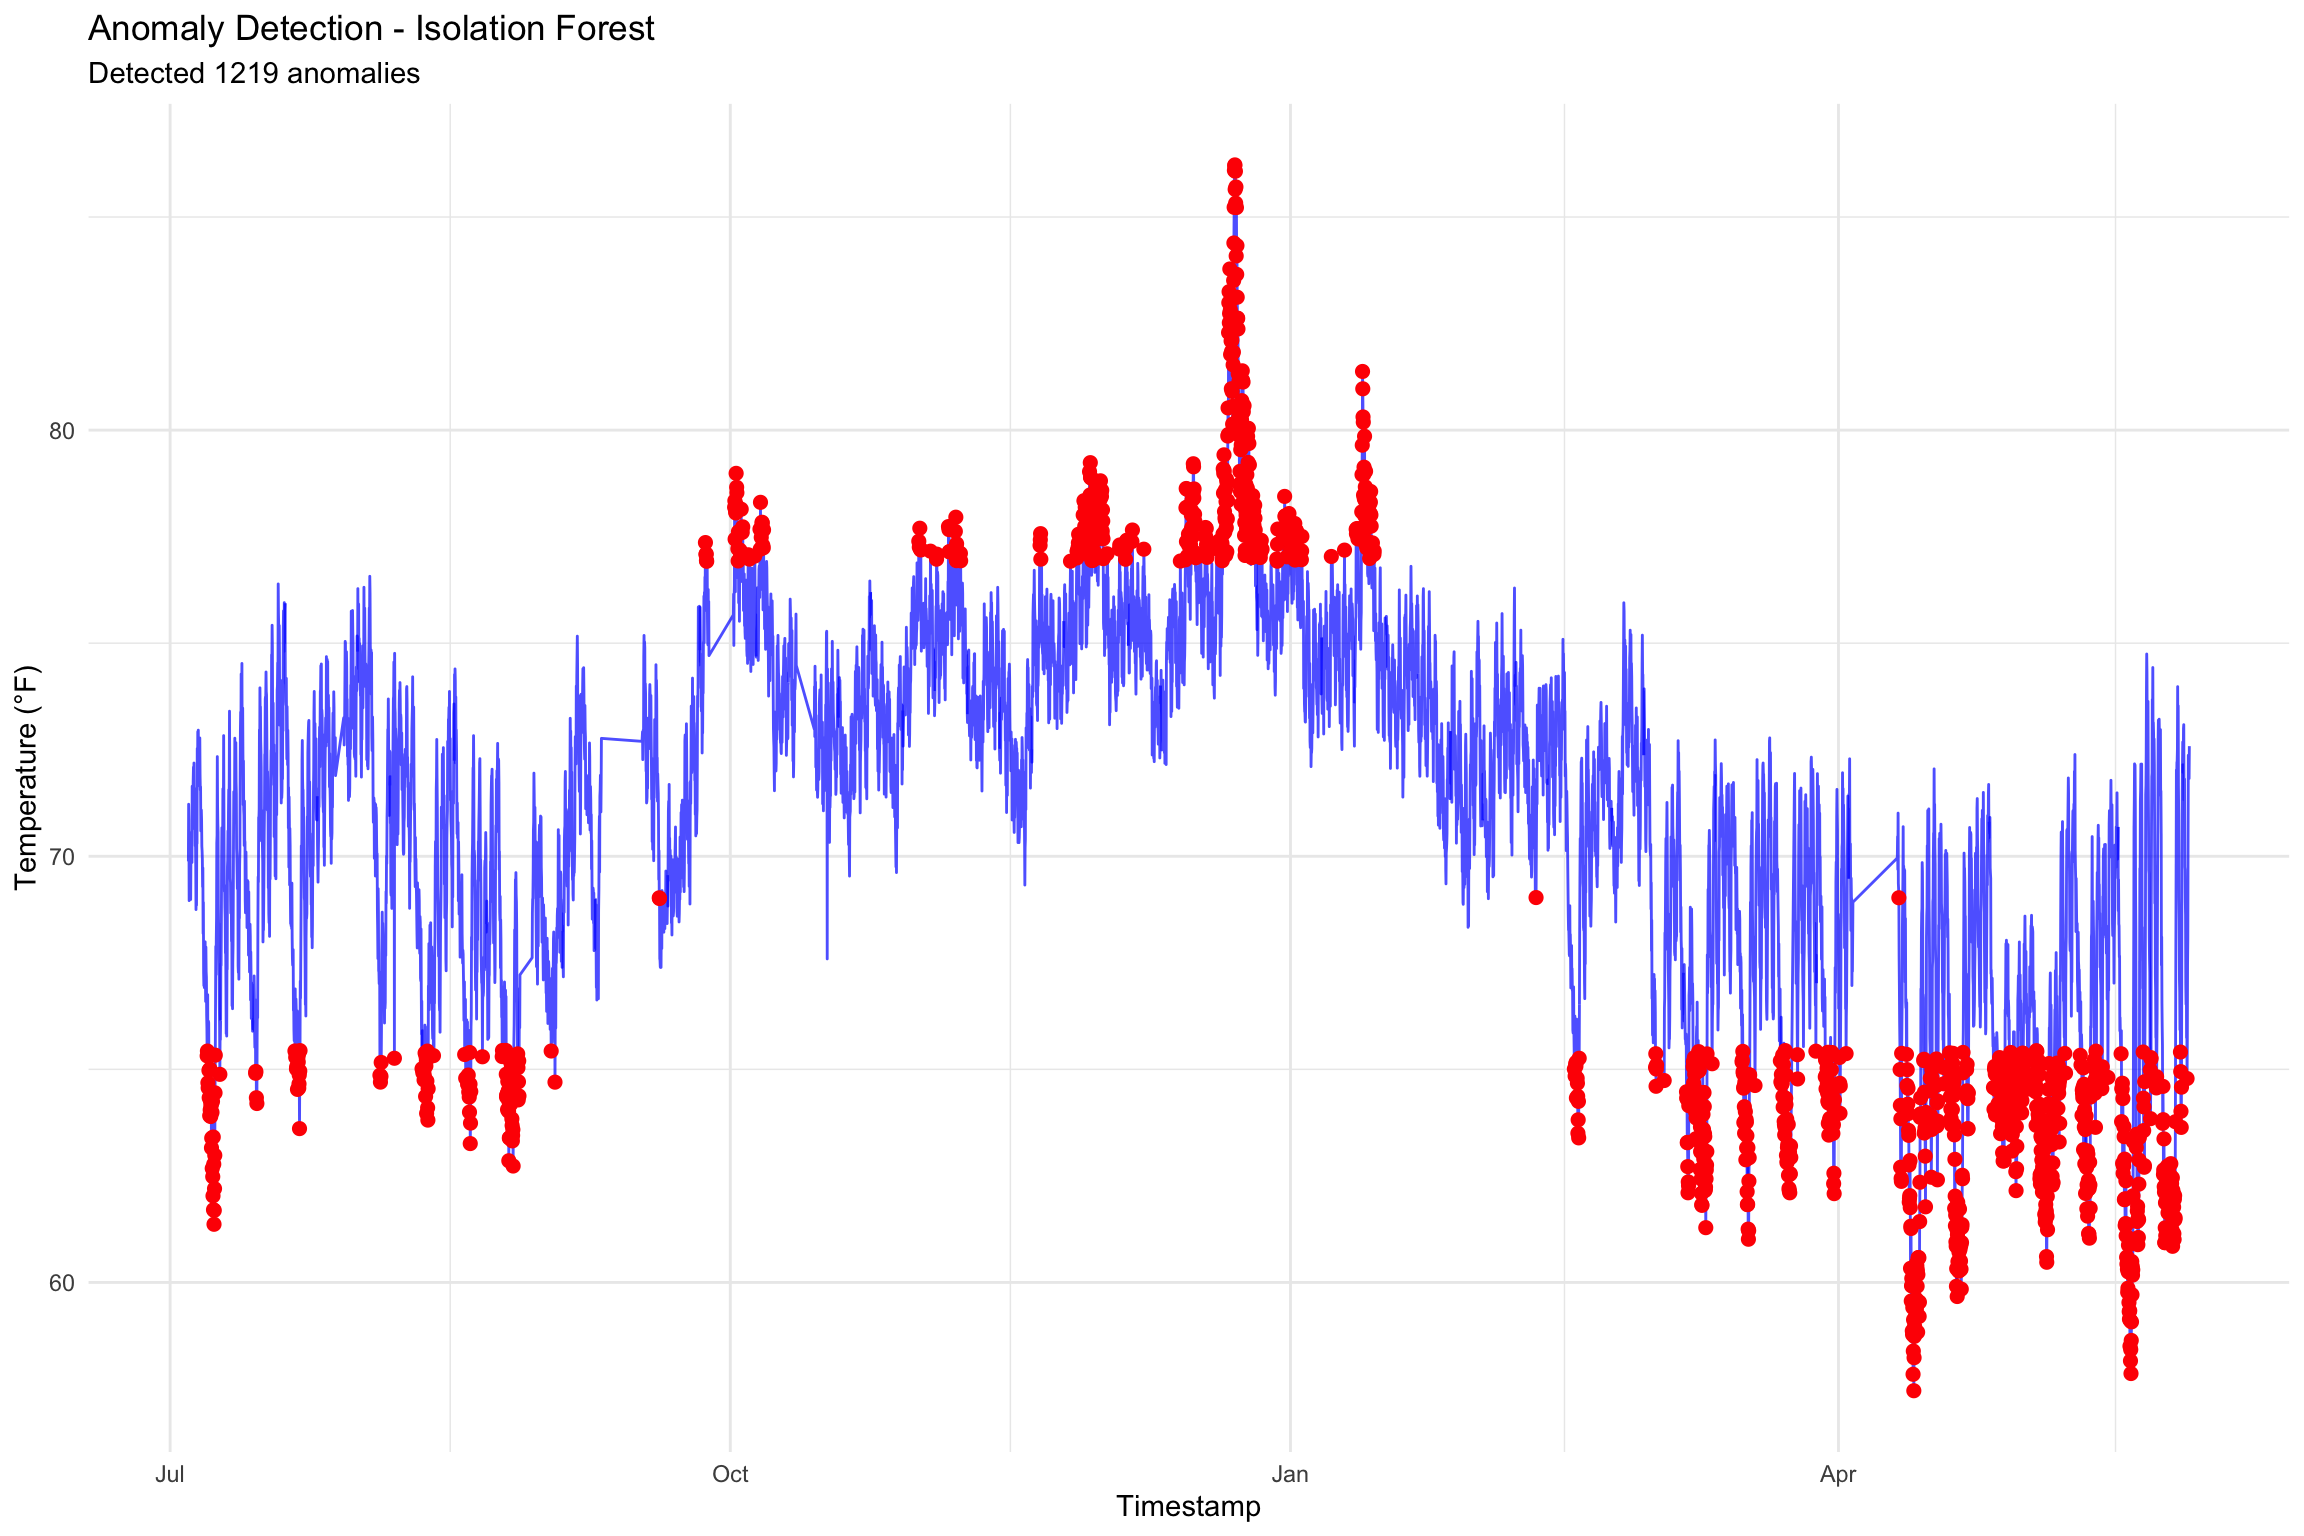 Anomaly Detection - Isolation Forest
Detected 1219 anomalies
Temperature (°F)
80
70
60
Jul
Oct
Jan
Apr
Timestamp